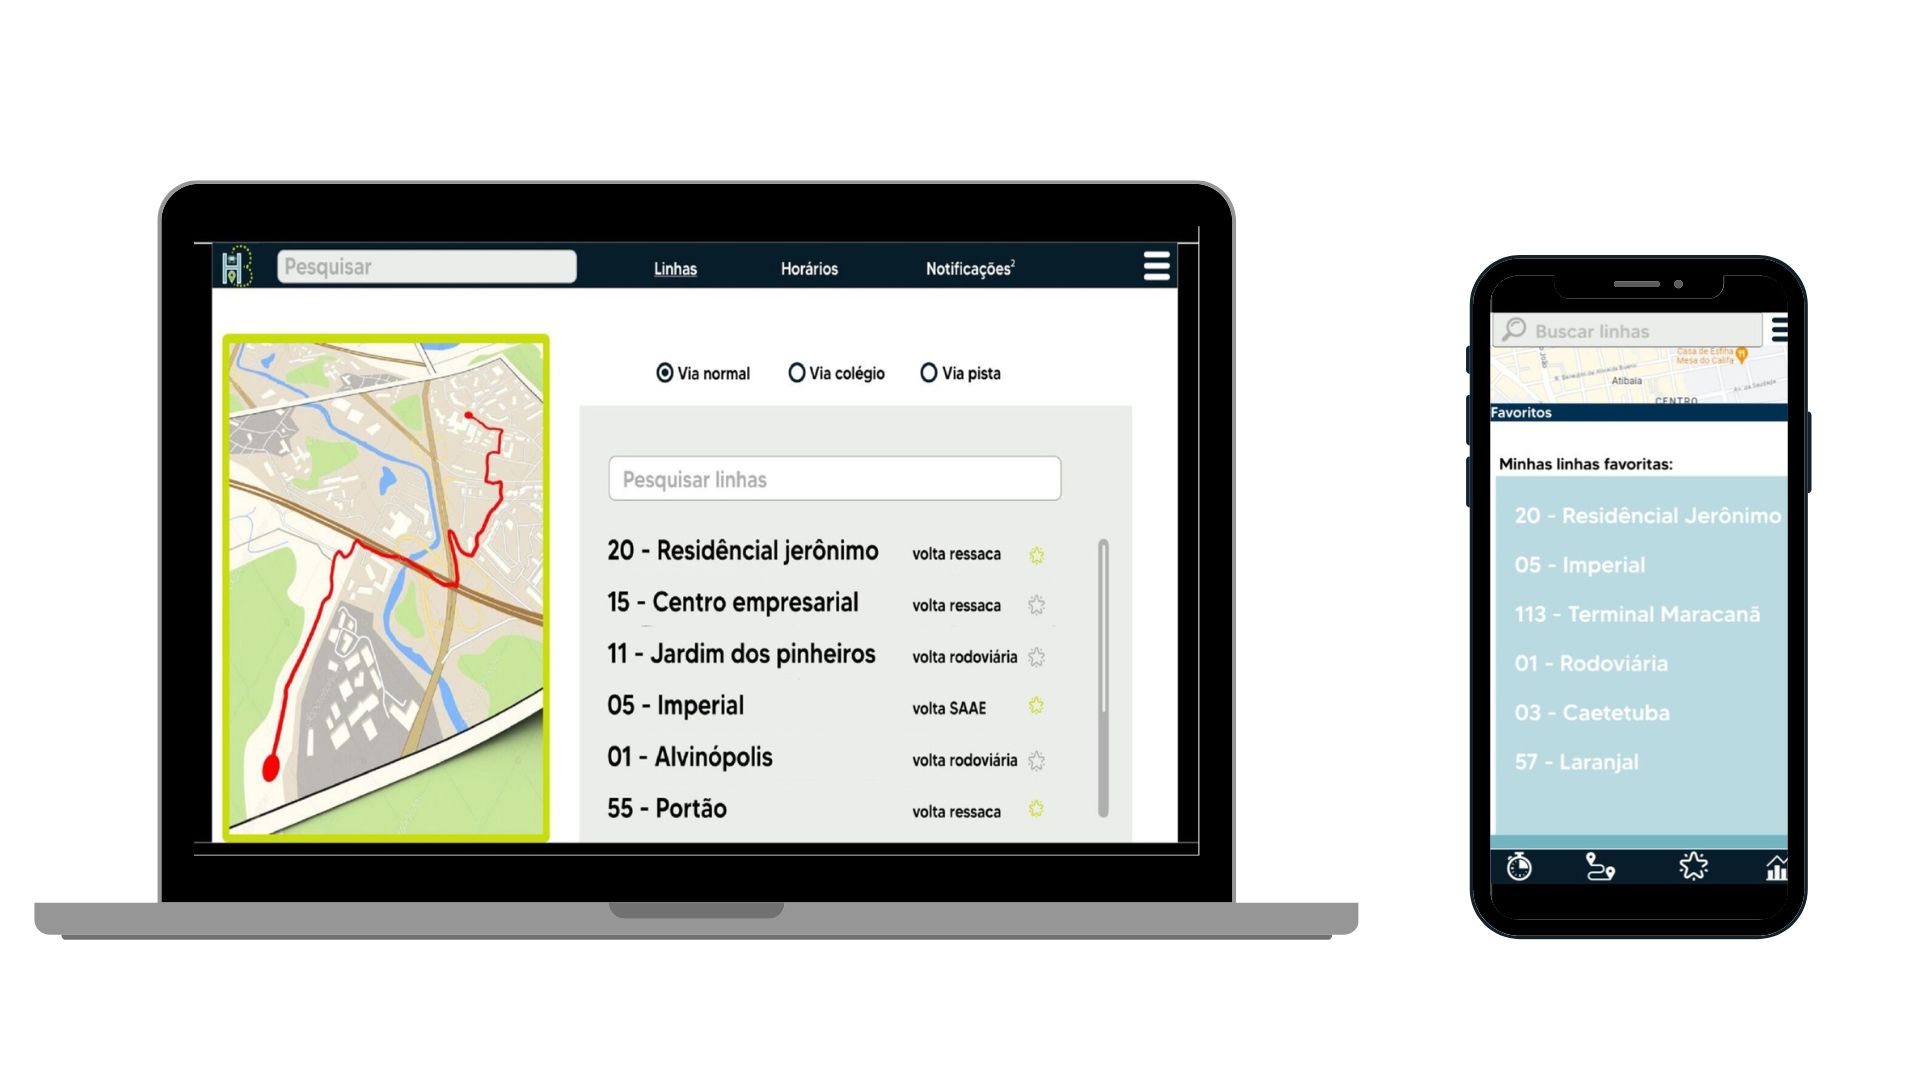 Pesquisar
Linhas
Horários
Notificações²
Via normal
Via colégio
Via pista
Pesquisar linhas
20 - Residêncial jerônimo volta ressaca
15 - Centro empresarial volta ressaca
11 - Jardim dos pinheiros volta rodoviária
05 - Imperial volta SAAE
01 - Alvinópolis volta rodoviária
55 - Portão volta ressaca
Buscar linhas
Casa de Esfiha
Mesa do Califa
Atibaia
CENTRO
Favoritos
Minhas linhas favoritas:
20 - Residêncial Jerônimo
05 - Imperial
113 - Terminal Maracanã
01 - Rodoviária
03 - Caetetuba
57 - Laranjal